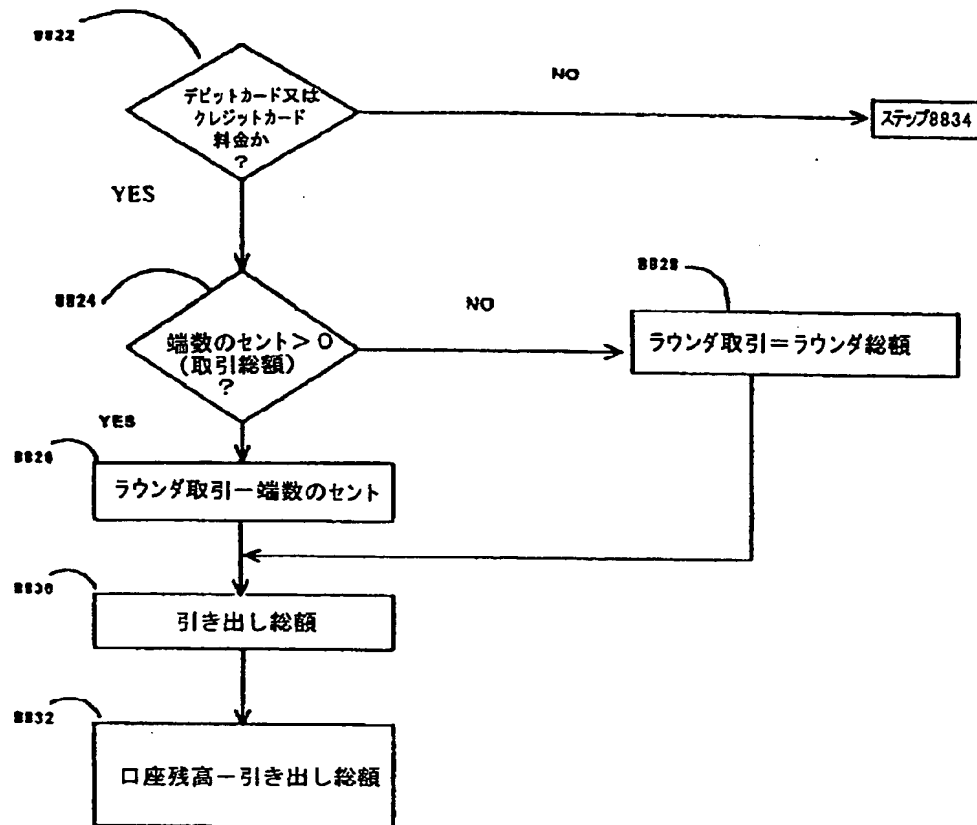 8822
デビットカード又は
クレジットカード
料金か
?
NO
ステップ8834
YES
8824
端数のセント>0
(取引総額)
?
NO
8828
ラウンダ取引=ラウンダ総額
YES
8826
ラウンダ取引−端数のセント
8830
引き出し総額
8832
口座残高−引き出し総額